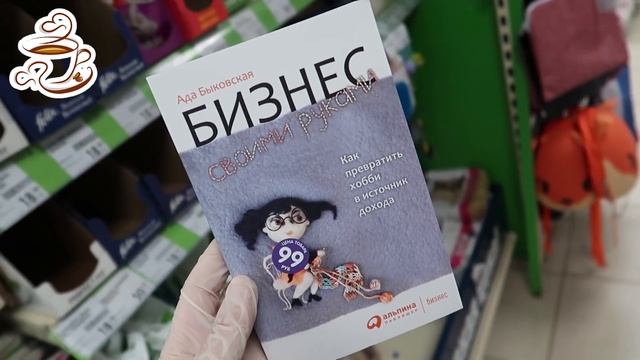 Ада Быковская
БИЗНЕС
СВОИМИ РУКАМИ
Как
превратить
хобби
в источник
дохода
ЦЕНА ТОВАРА
99
РУБ
альпина
паблишер
бизнес